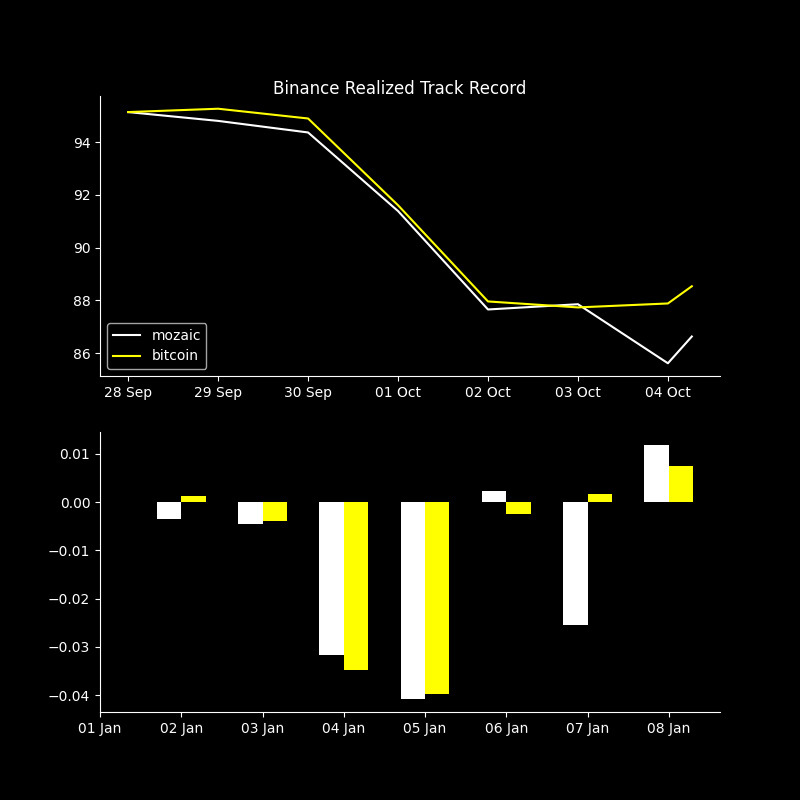 Binance Realized Track Record
94
92
90
88
86
mozaic
bitcoin
28 Sep 29 Sep 30 Sep 01 Oct 02 Oct 03 Oct 04 Oct
0.01
0.00
−0.01
−0.02
−0.03
−0.04
01 Jan 02 Jan 03 Jan 04 Jan 05 Jan 06 Jan 07 Jan 08 Jan